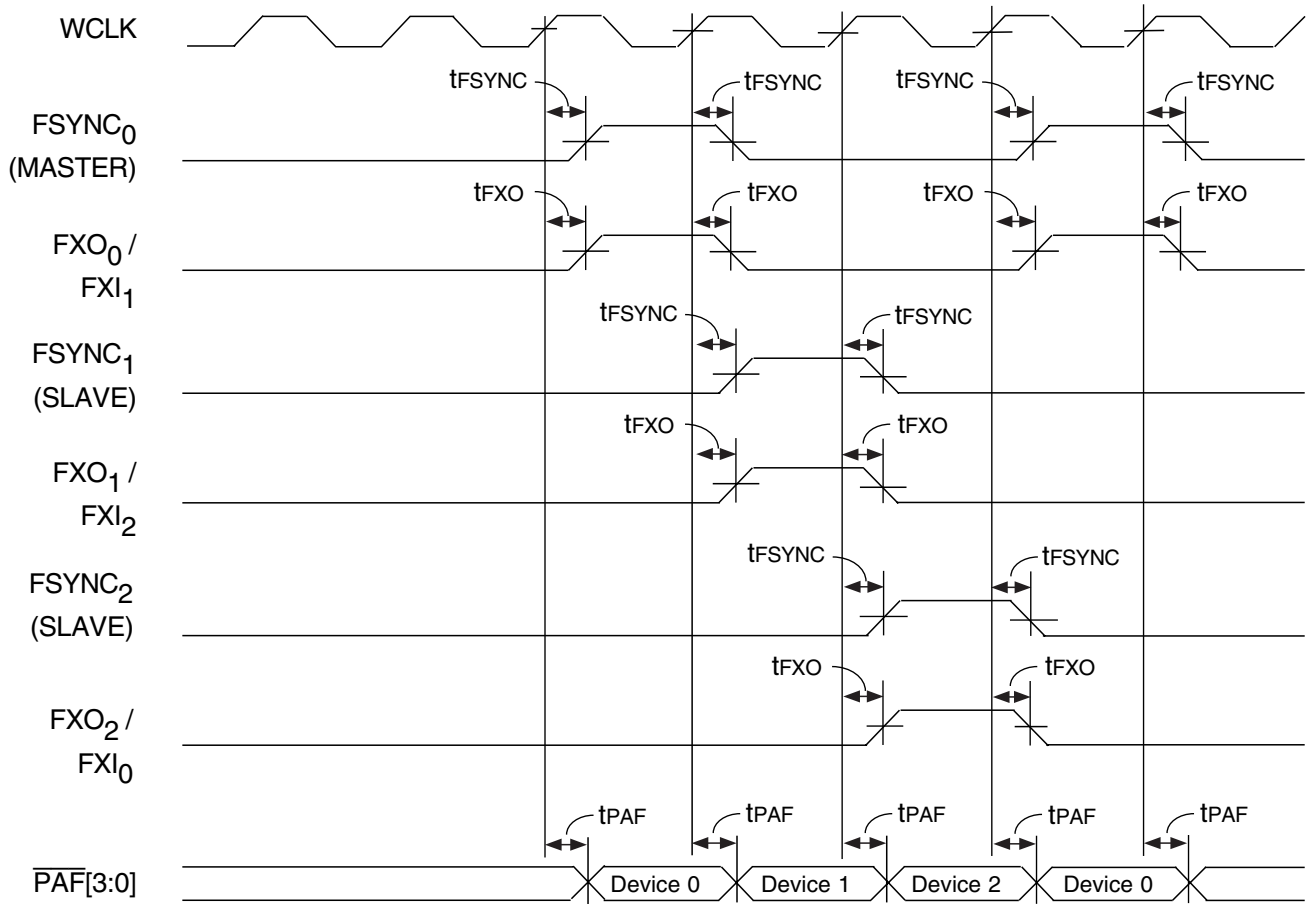 WCLK
tFSYNC tFSYNC tFSYNC tFSYNC
FSYNC0
(MASTER)
tFXO tFXO tFXO tFXO
FXO0 /
FXI1
tFSYNC tFSYNC
FSYNC1
(SLAVE)
tFXO tFXO
FXO1 /
FXI2
tFSYNC tFSYNC
FSYNC2
(SLAVE)
tFXO tFXO
FXO2 /
FXI0
tPAF tPAF tPAF tPAF tPAF
PAF[3:0] Device 0 Device 1 Device 2 Device 0